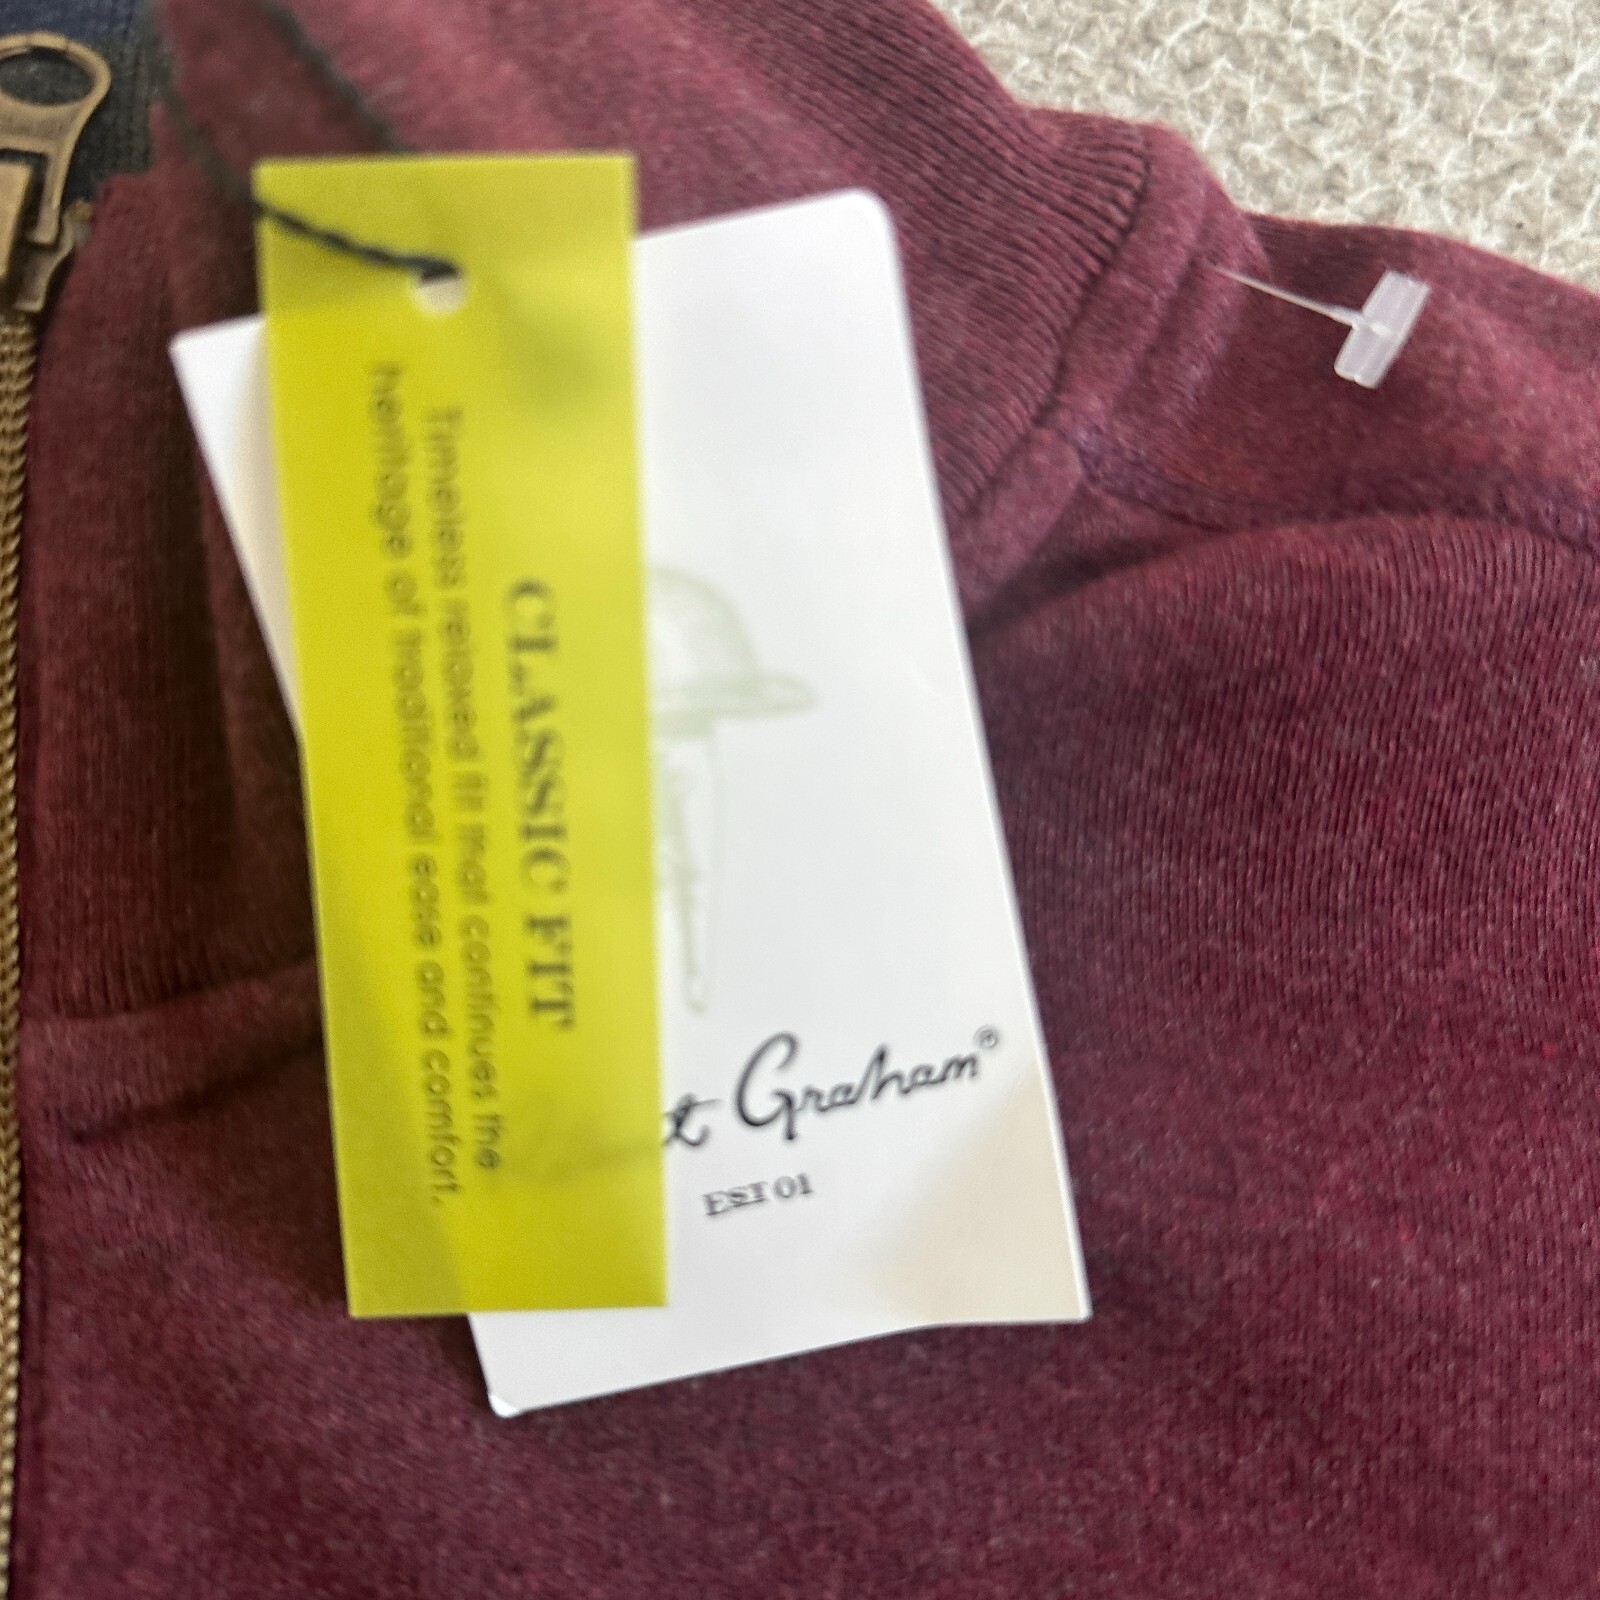 CLASSIC FIT
Timeless relaxed fit that continues the
heritage of traditional ease and comfort.
t Graham®
EST 01